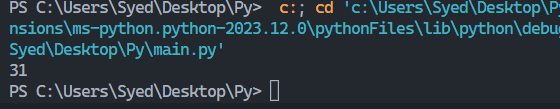 PS C:\Users\Syed\Desktop\Py>  c:; cd 'c:\Users\Syed\Desktop\Py
nsions\ms-python.python-2023.12.0\pythonFiles\lib\python\debug
Syed\Desktop\Py\main.py'
31
PS C:\Users\Syed\Desktop\Py>